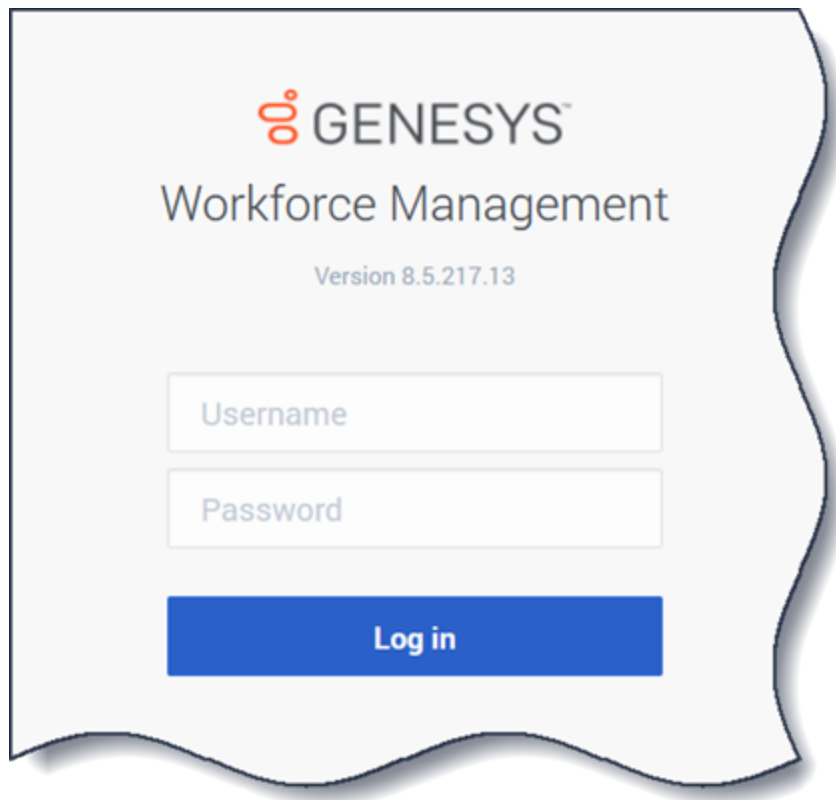 GENESYS™
Workforce Management
Version 8.5.217.13
Username
Password
Log in